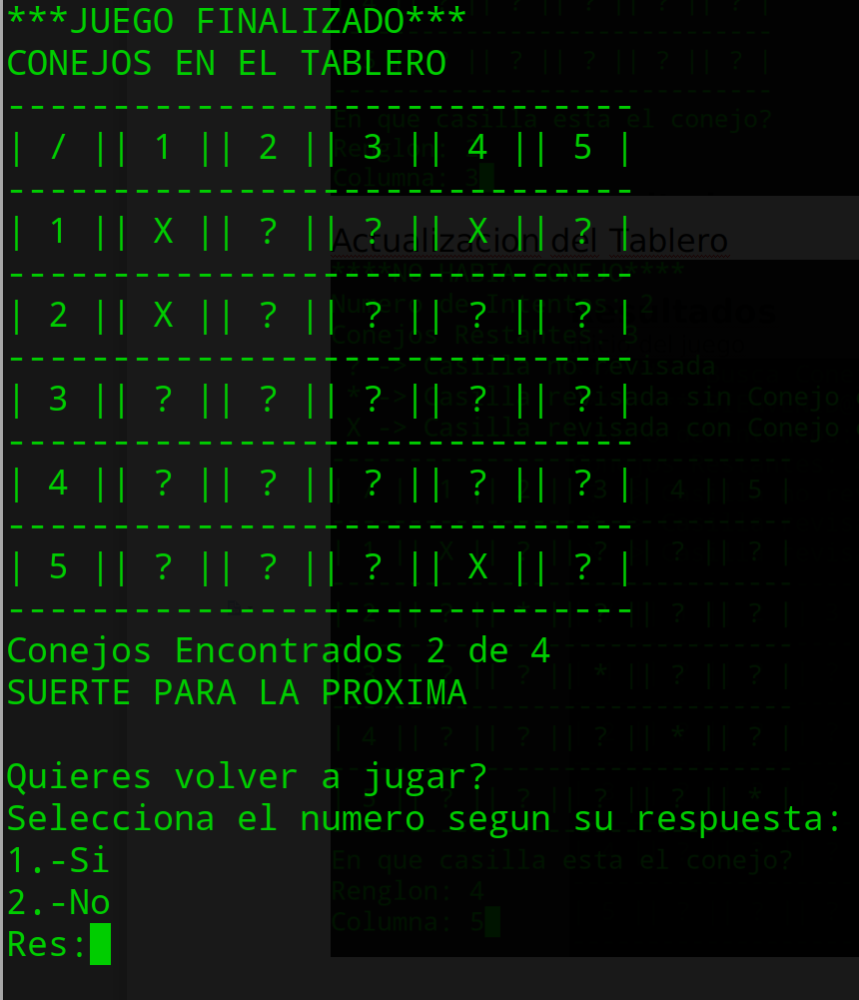 ***JUEGO FINALIZADO***
CONEJOS EN EL TABLERO
------------------------------
| / || 1 || 2 || 3 || 4 || 5 |
------------------------------
| 1 || X || ? || ? || X || ? |
------------------------------
| 2 || X || ? || ? || ? || ? |
------------------------------
| 3 || ? || ? || ? || ? || ? |
------------------------------
| 4 || ? || ? || ? || ? || ? |
------------------------------
| 5 || ? || ? || ? || X || ? |
------------------------------
Conejos Encontrados 2 de 4
SUERTE PARA LA PROXIMA
Quieres volver a jugar?
Selecciona el numero segun su respuesta:
1.-Si
2.-No
Res:
En que casilla esta el conejo?
Columna: 3
Actualizacion del Tablero
****NO HABIA CONEJO****
Numero de Intentos: 2
Conejos Restantes: 3
? -> Casilla no revisada
* -> Casilla revisada sin Conejo
X -> Casilla revisada con Conejo
En que casilla esta el conejo?
Renglon: 4
Columna: 5